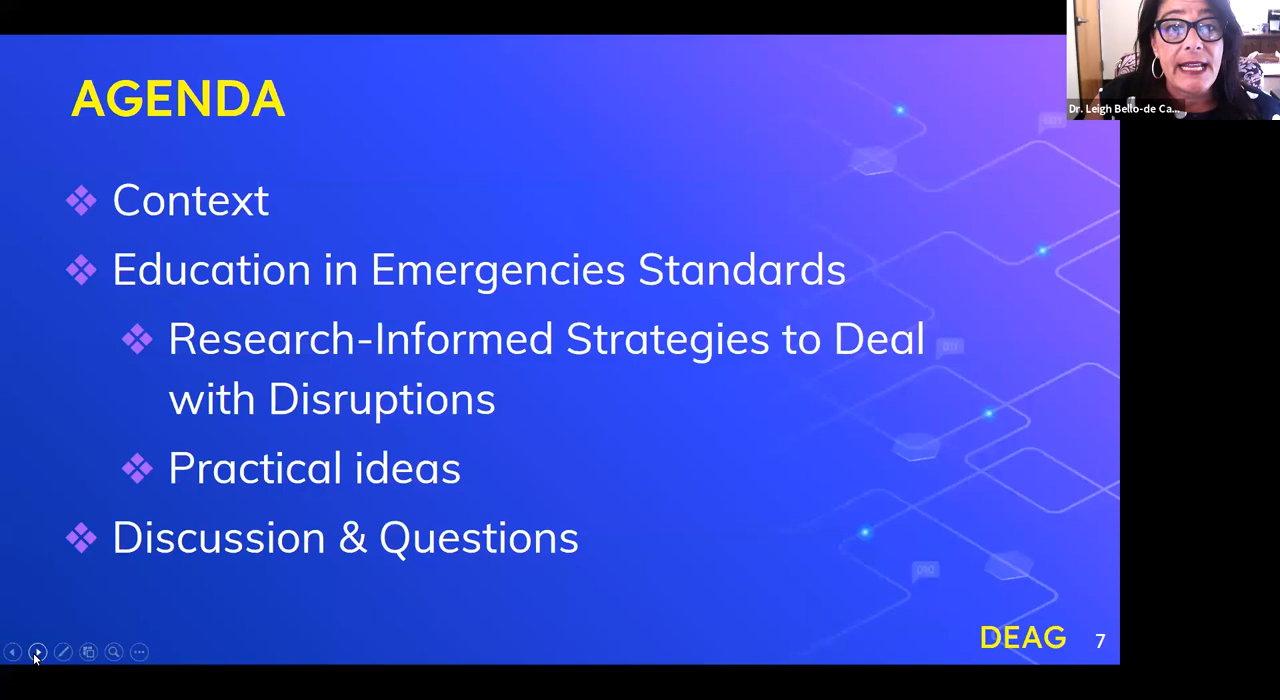 AGENDA
Dr. Leigh Bello-de Ca...
Context
Education in Emergencies Standards
Research-Informed Strategies to Deal
with Disruptions
Practical ideas
Discussion & Questions
010
DEAG 7